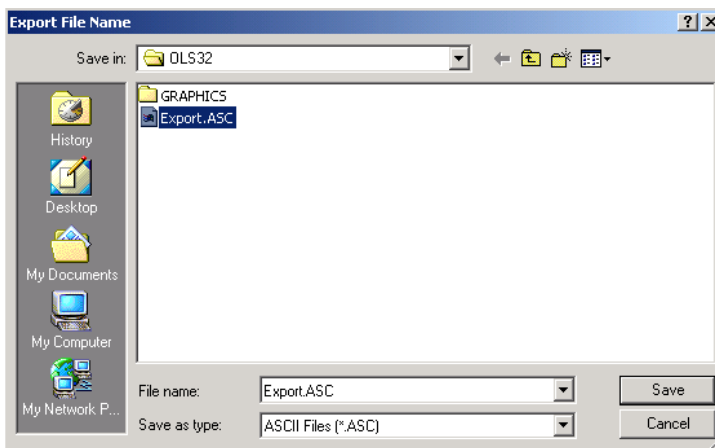 Export File Name
Save in:
OLS32
GRAPHICS
Export.ASC
History
Desktop
My Documents
My Computer
My Network P...
File name:
Export.ASC
Save
Save as type:
ASCII Files (*.ASC)
Cancel